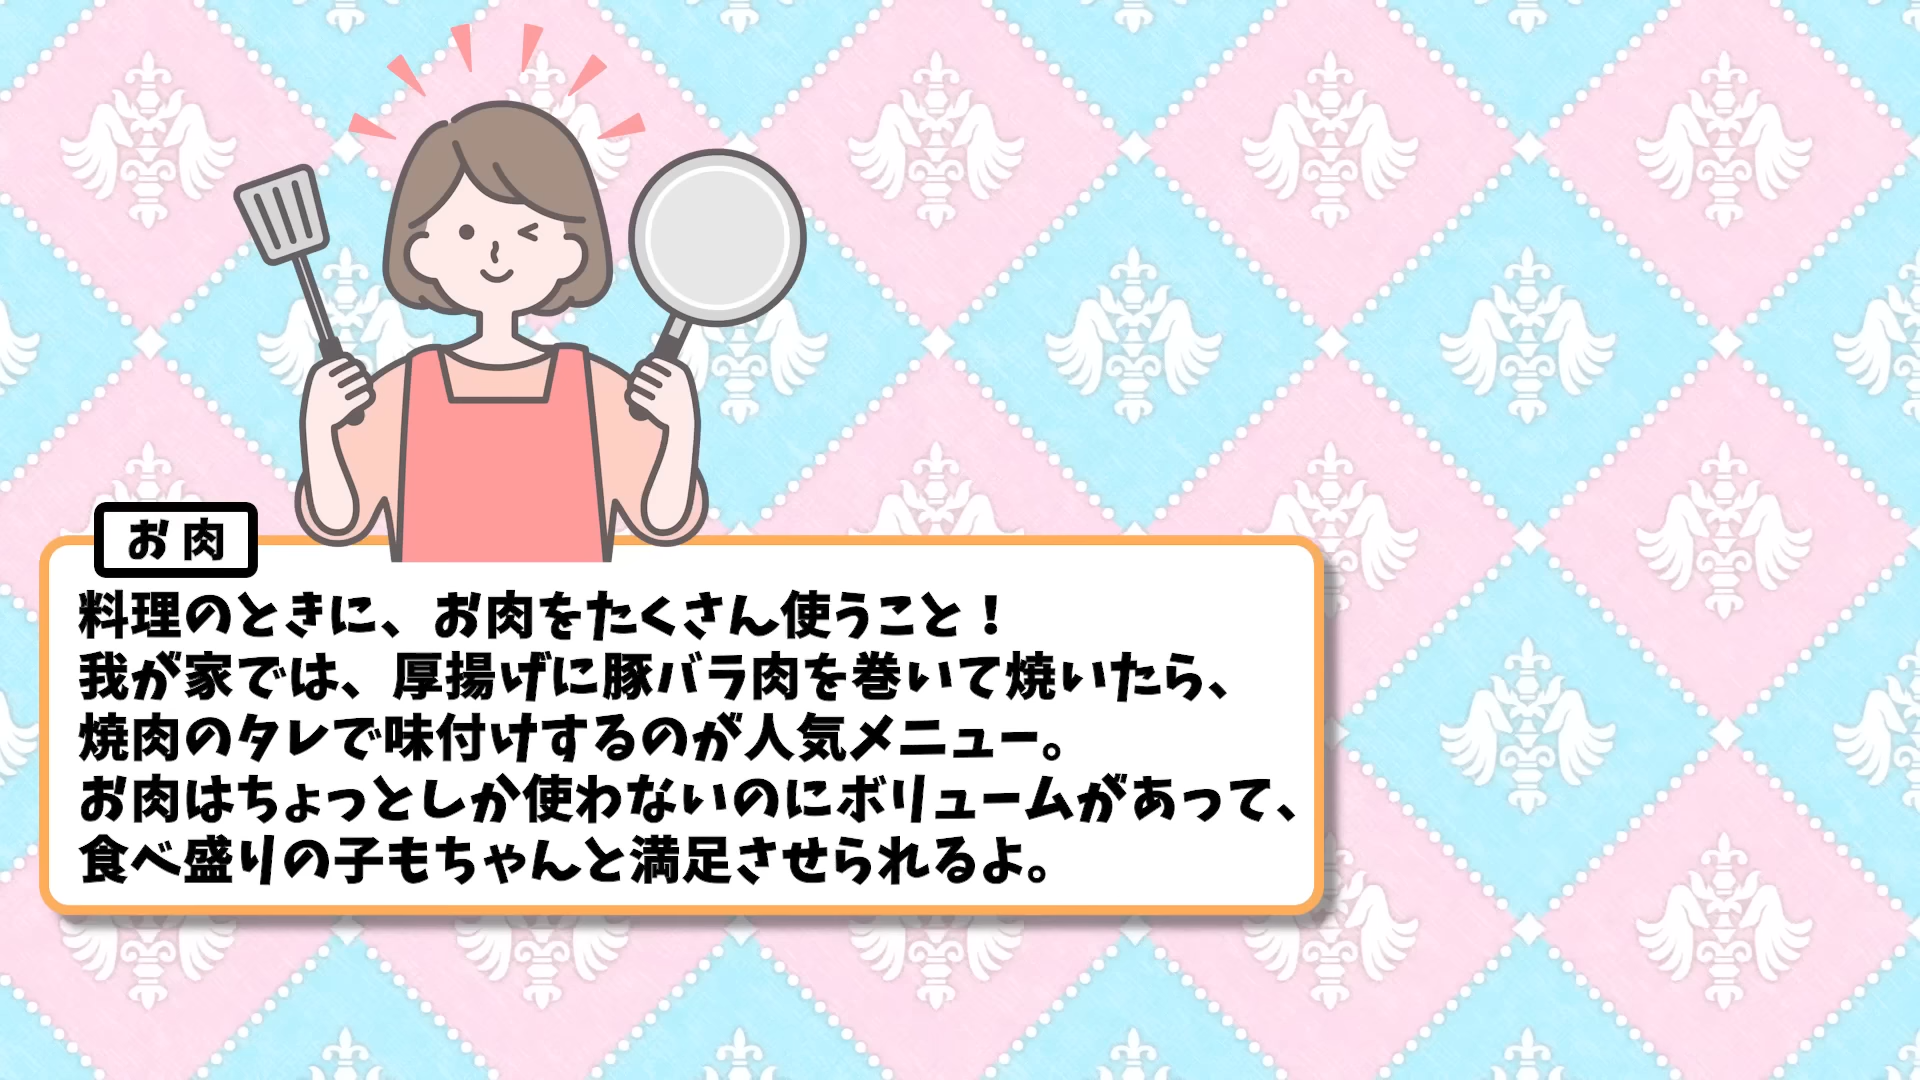 お肉
料理のときに、お肉をたくさん使うこと！
我が家では、厚揚げに豚バラ肉を巻いて焼いたら、
焼肉のタレで味付けするのが人気メニュー。
お肉はちょっとしか使わないのにボリュームがあって、
食べ盛りの子もちゃんと満足させられるよ。